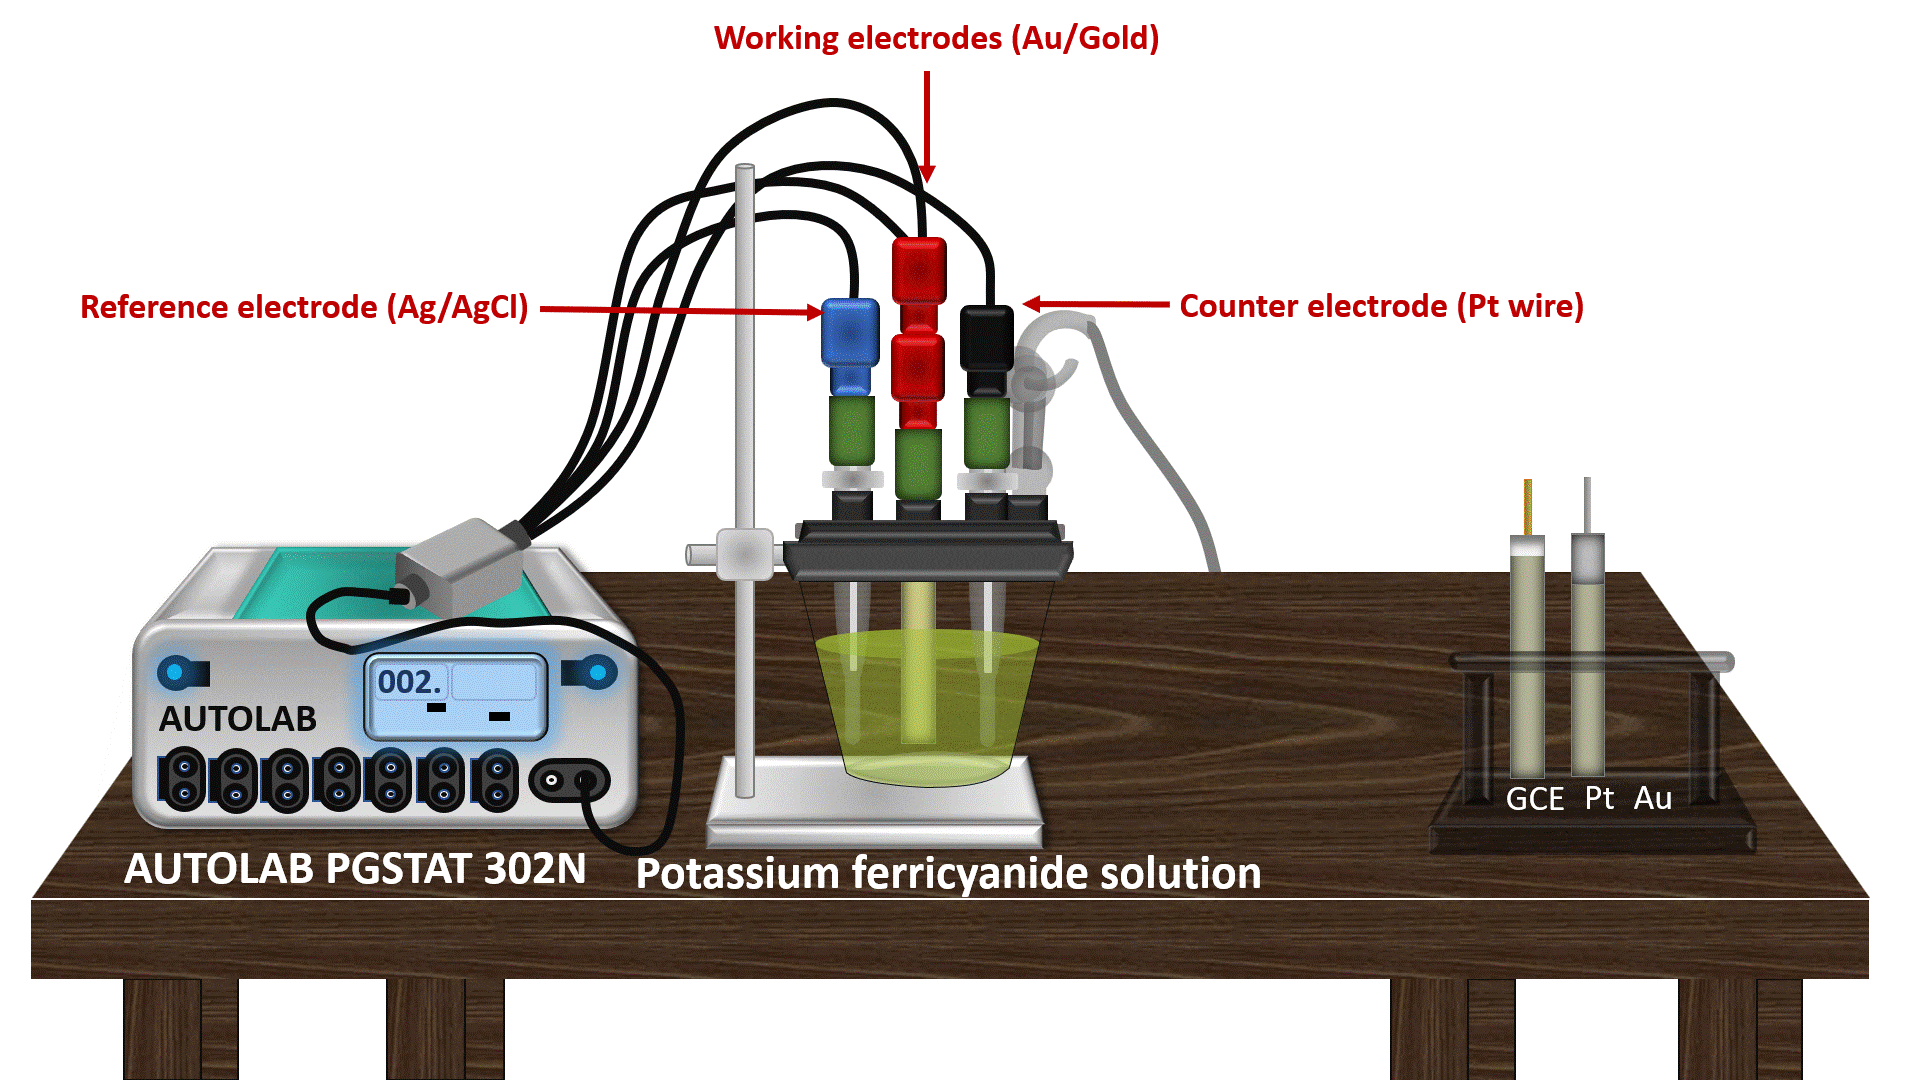 Working electrodes (Au/Gold)
Reference electrode (Ag/AgCl)
Counter electrode (Pt wire)
002.
AUTOLAB
GCE Pt Au
AUTOLAB PGSTAT 302N
Potassium ferricyanide solution